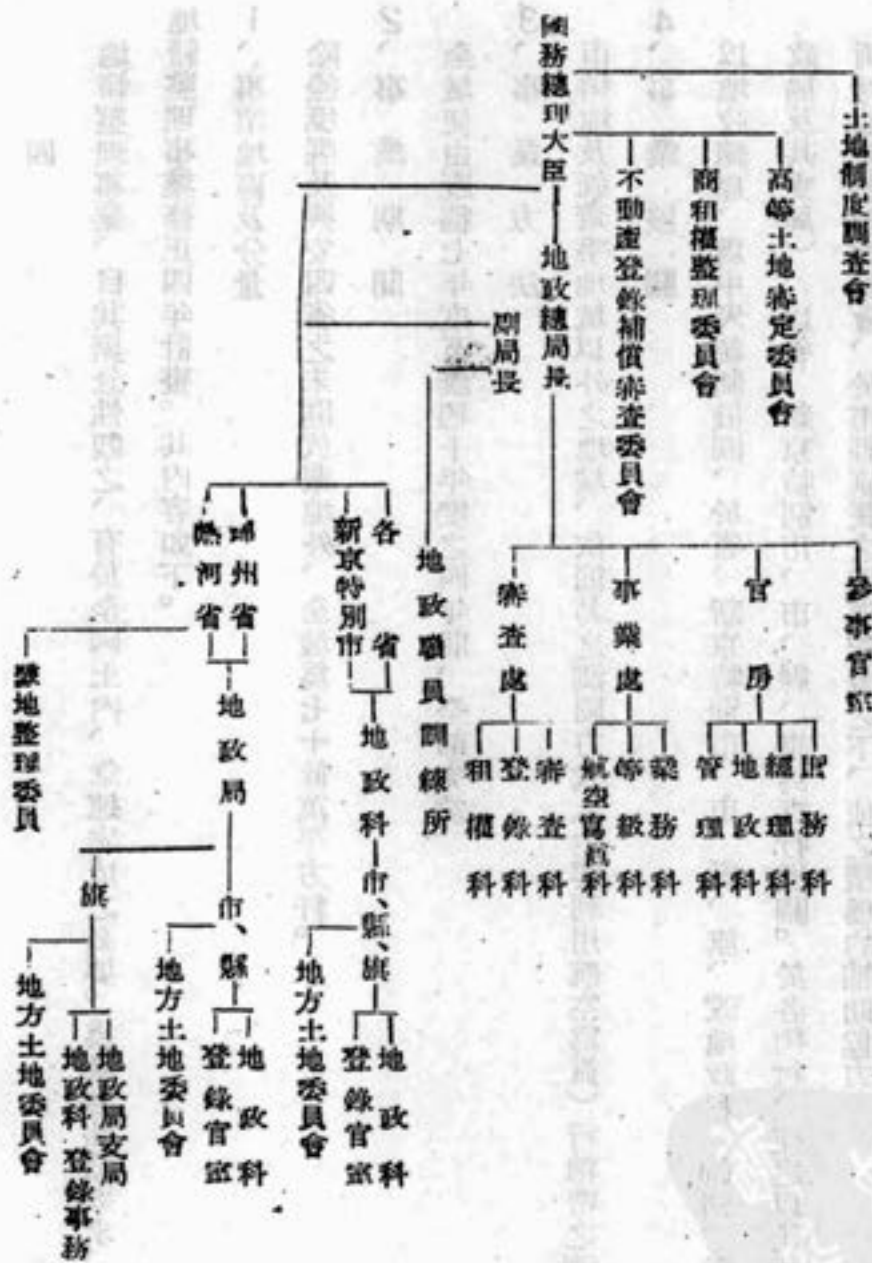 土地制度調查會
國務總理大臣
高等土地審定委員會
商租權整理委員會
不動產登錄補償審查委員會
地政總局長
副局長
參事官室
官房
庶務科
經理科
地政科
管理科
事業處
業務科
等級科
航空寫眞科
審查處
審查科
登錄科
租權科
地政職員訓練所
各省
新京特別市
地政科
市、縣、旗
地政科
登錄官室
地方土地委員會
錦州省
熱河省
地政局
市、縣
地政科
登錄官室
地方土地委員會
旗
地政局支局
地政科 登錄事務
地方土地委員會
整理委員